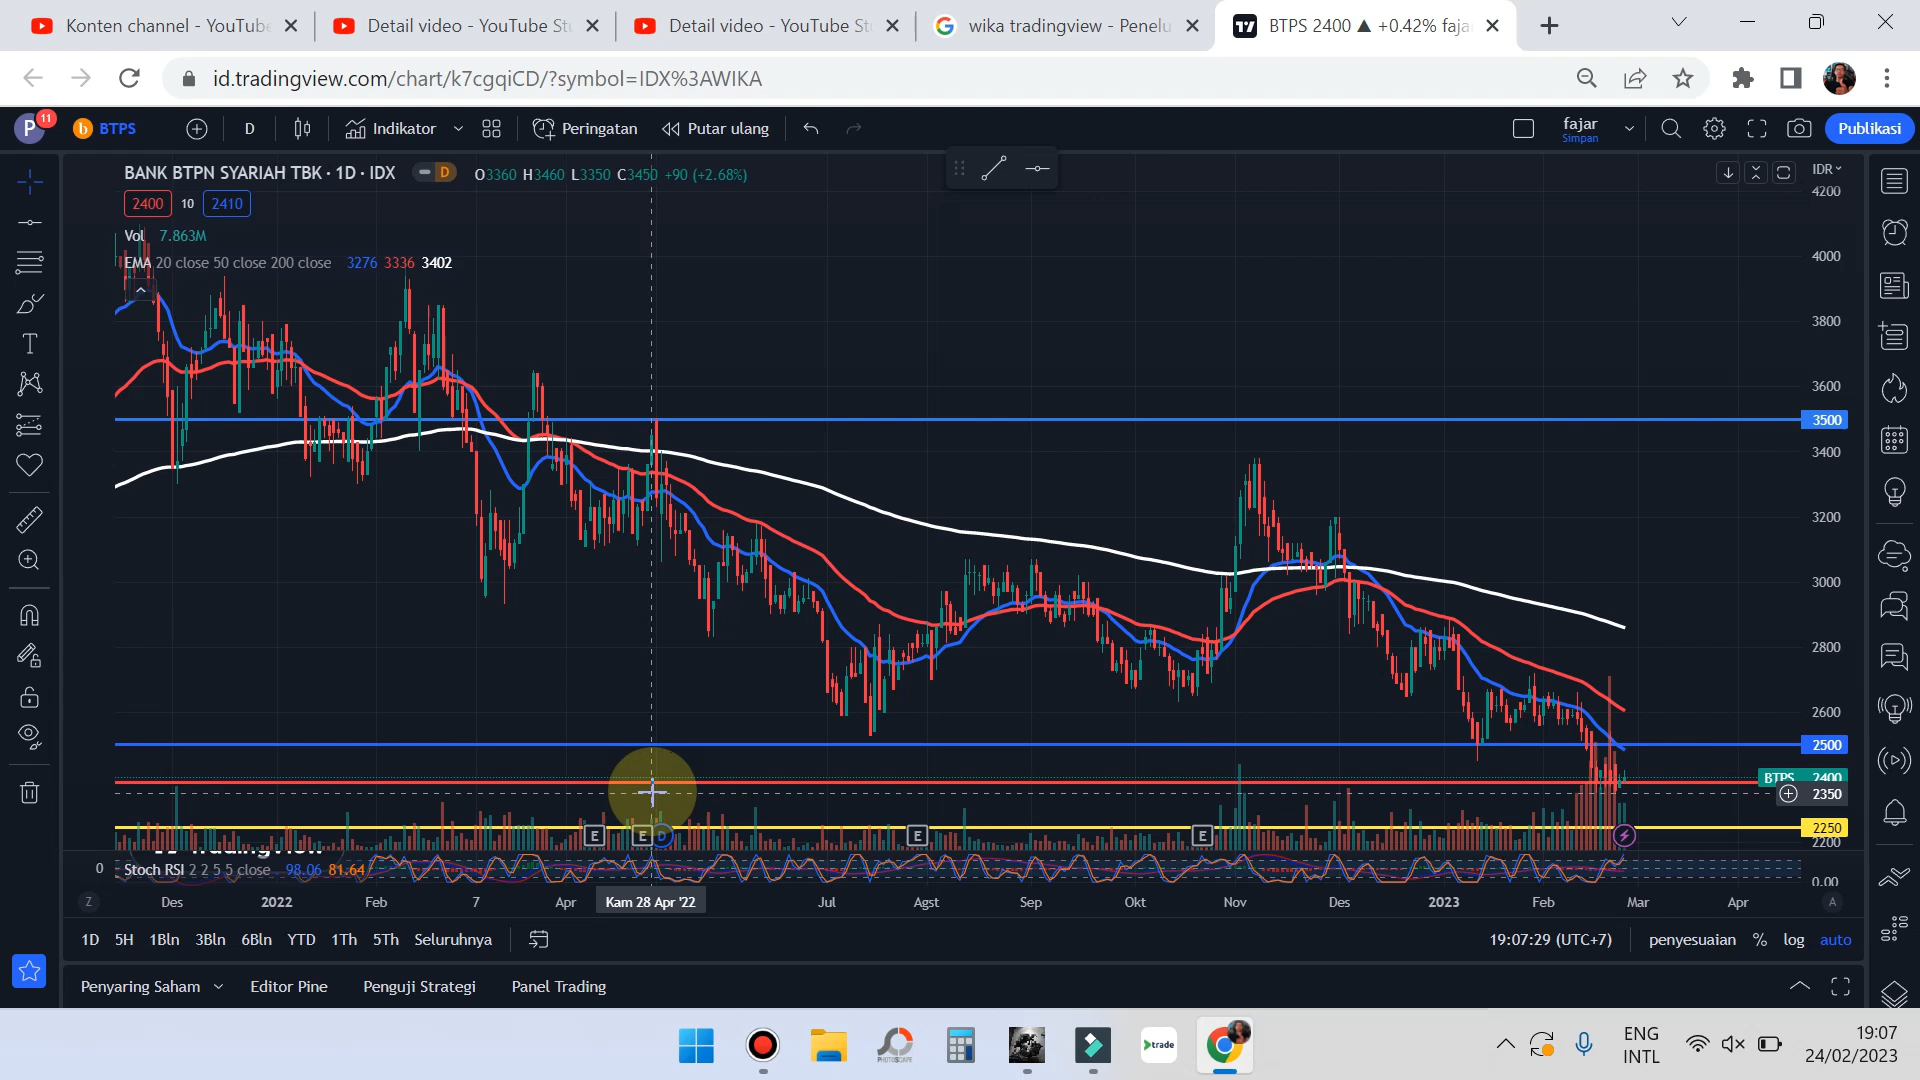 Konten channel - YouTube
Detail video - YouTube St
Detail video - YouTube St
wika tradingview - Penelu
BTPS 2400 ▲ +0.42% faja
id.tradingview.com/chart/k7cgqiCD/?symbol=IDX%3AWIKA
P 11
BTPS
D
Indikator
Peringatan
Putar ulang
fajar
Simpan
Publikasi
BANK BTPN SYARIAH TBK · 1D · IDX
D
O3360 H3460 L3350 C3450 +90 (+2.68%)
IDR
2400 10 2410
Vol 7.863M
EMA 20 close 50 close 200 close 3276 3336 3402
4200
4000
3800
3600
3500
3400
3200
3000
2800
2600
2500
BTPS 2400
2350
2250
2200
E E D E E
0
Stoch RSI 2 2 5 5 close 98.06 81.64
0.00
Z Des 2022 Feb 7 Apr Kam 28 Apr '22 Jul Agst Sep Okt Nov Des 2023 Feb Mar Apr A
1D 5H 1Bln 3Bln 6Bln YTD 1Th 5Th Seluruhnya
19:07:29 (UTC+7) penyesuaian % log auto
Penyaring Saham Editor Pine Penguji Strategi Panel Trading
PHOTOSCAPE
trade
ENG
INTL
19:07
24/02/2023